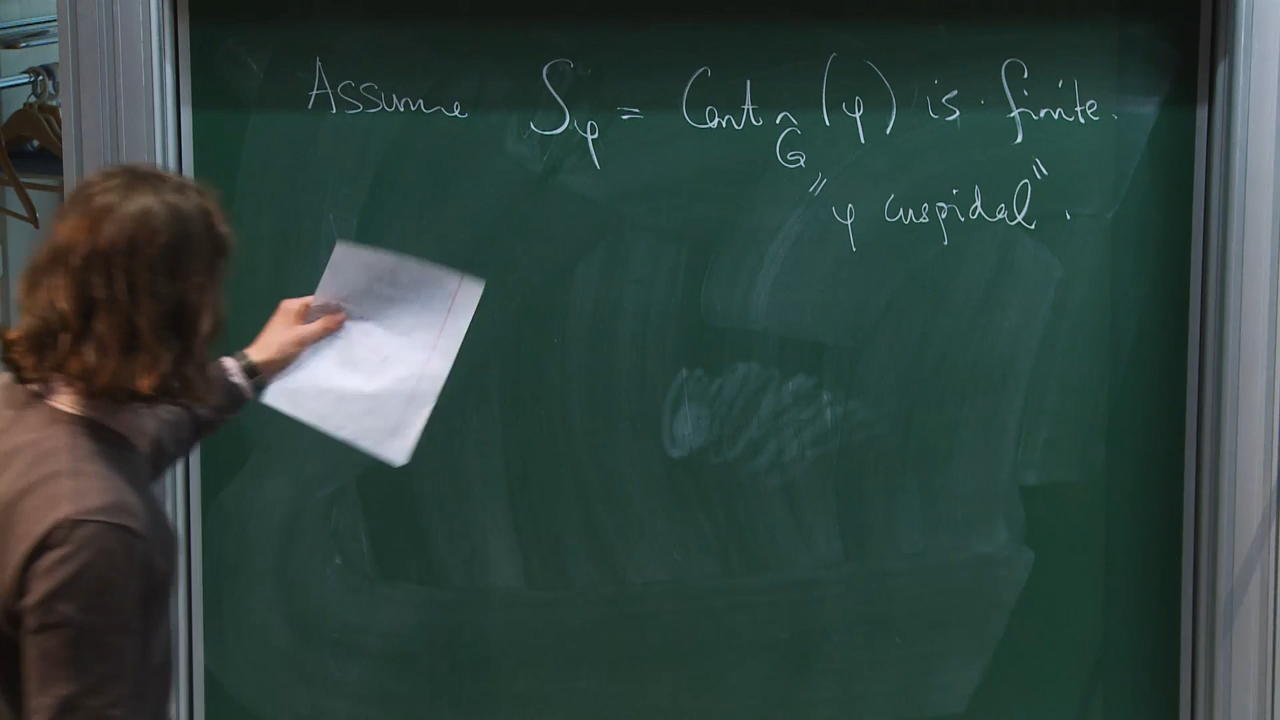 Assume S_φ = Cent_Ĝ (φ) is finite.
"φ cuspidal".